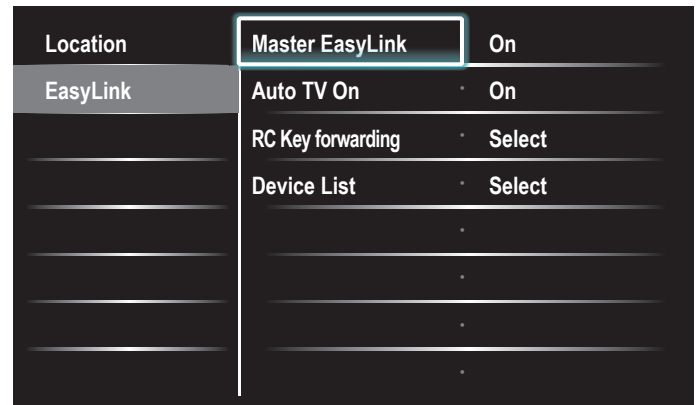 Location Master EasyLink On
EasyLink Auto TV On On
RC Key forwarding Select
Device List Select